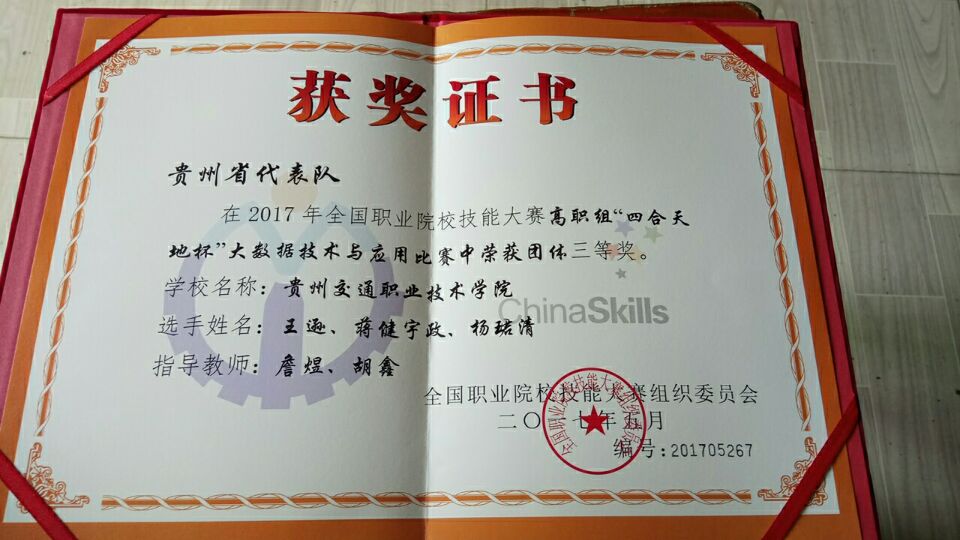 获奖证书
贵州省代表队
在2017年全国职业院校技能大赛高职组“四合天
地杯”大数据技术与应用比赛中荣获团体三等奖。
学校名称：贵州交通职业技术学院
ChinaSkills
选手姓名：王逊、蒋健宇政、杨珺清
指导教师：詹煜、胡鑫
全国职业院校技能大赛组织委员会
二〇一七年五月
编号:201705267